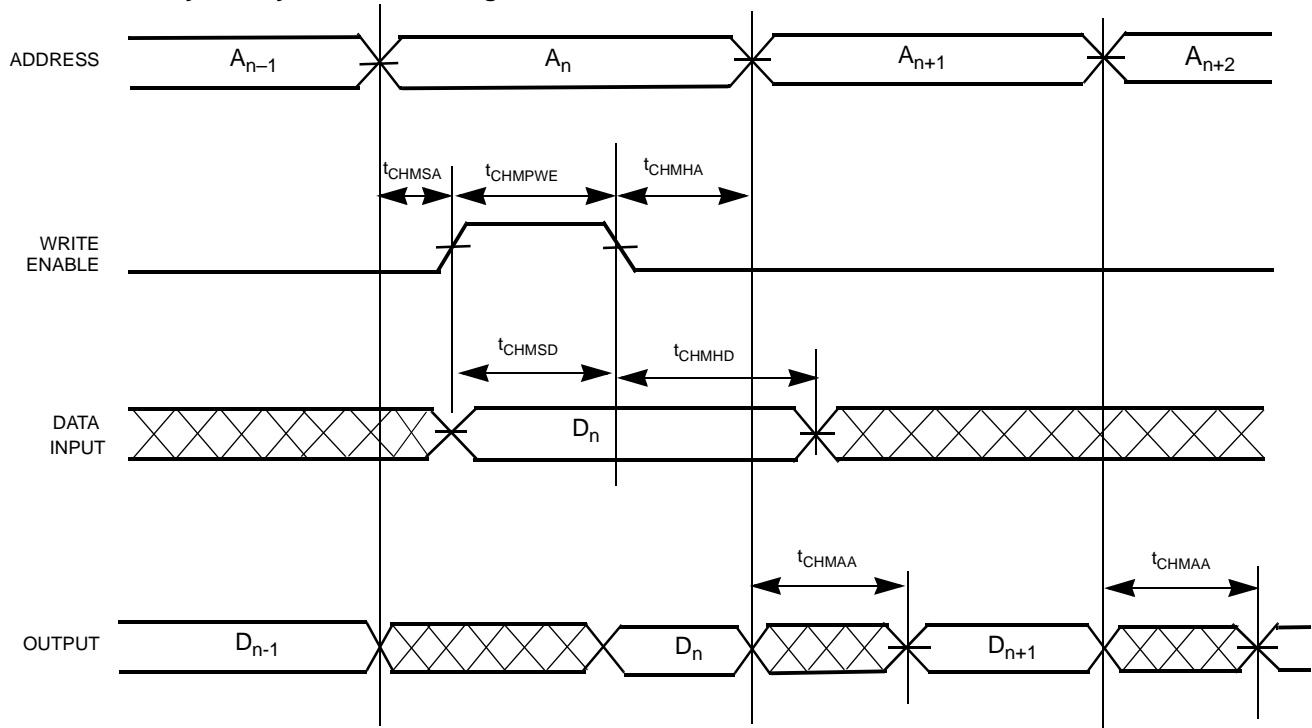 ADDRESS
An–1
An
An+1
An+2
tCHMSA
tCHMPWE
tCHMHA
WRITE
ENABLE
tCHMSD
tCHMHD
DATA
INPUT
Dn
tCHMAA
tCHMAA
OUTPUT
Dn-1
Dn
Dn+1